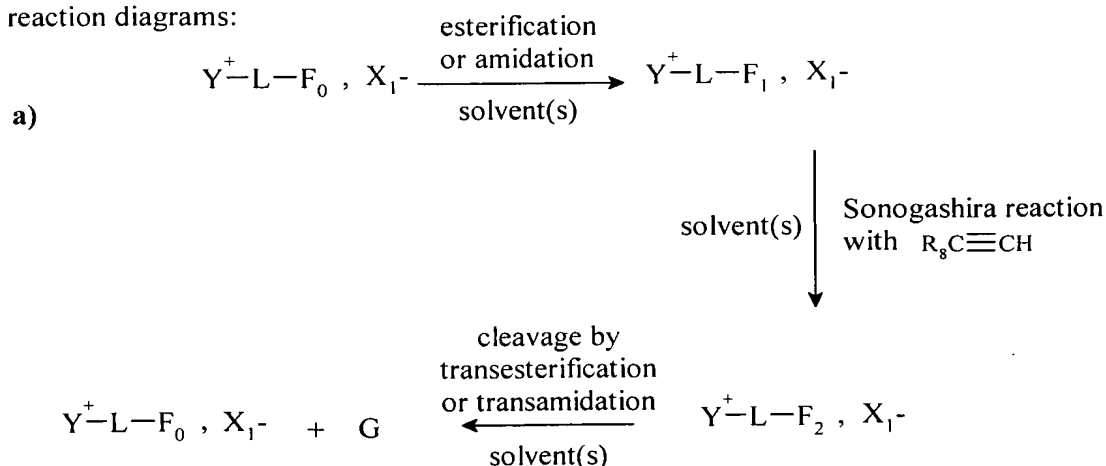 reaction diagrams:
esterification
or amidation
Y⁺—L—F₀ , X₁- solvent(s) Y⁺—L—F₁ , X₁-
a)
solvent(s) Sonogashira reaction
with R₈C≡CH
cleavage by
transesterification
or transamidation
Y⁺—L—F₀ , X₁- + G solvent(s) Y⁺—L—F₂ , X₁-